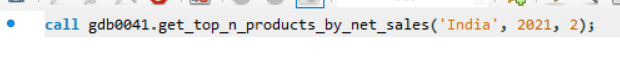 call gdb0041.get_top_n_products_by_net_sales('India', 2021, 2);